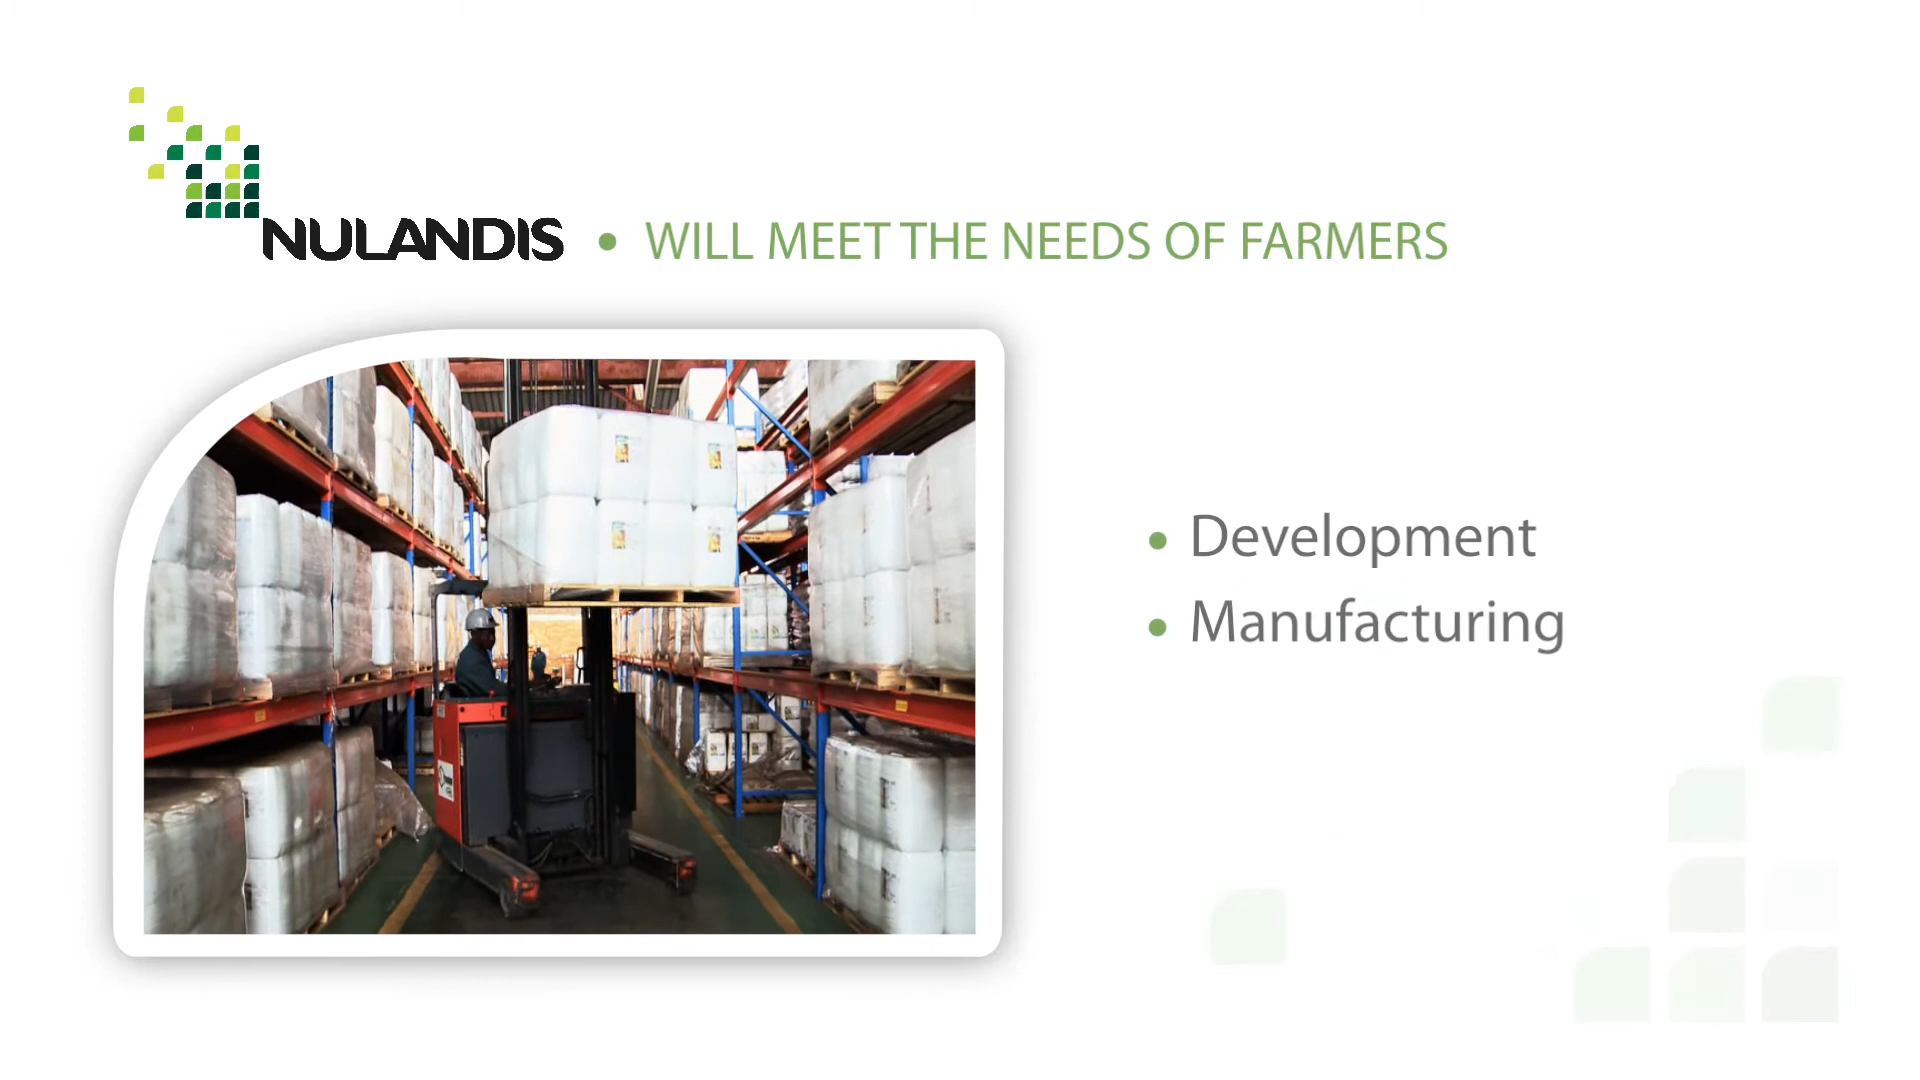 NULANDIS • WILL MEET THE NEEDS OF FARMERS
• Development
• Manufacturing